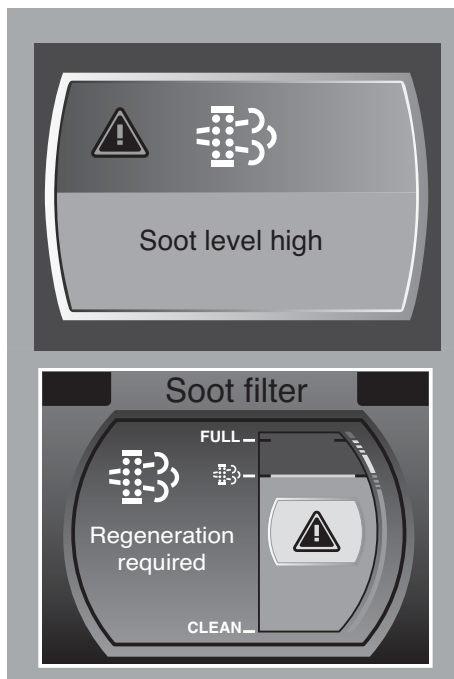 Soot level high
Soot filter
FULL
Regeneration
required
CLEAN